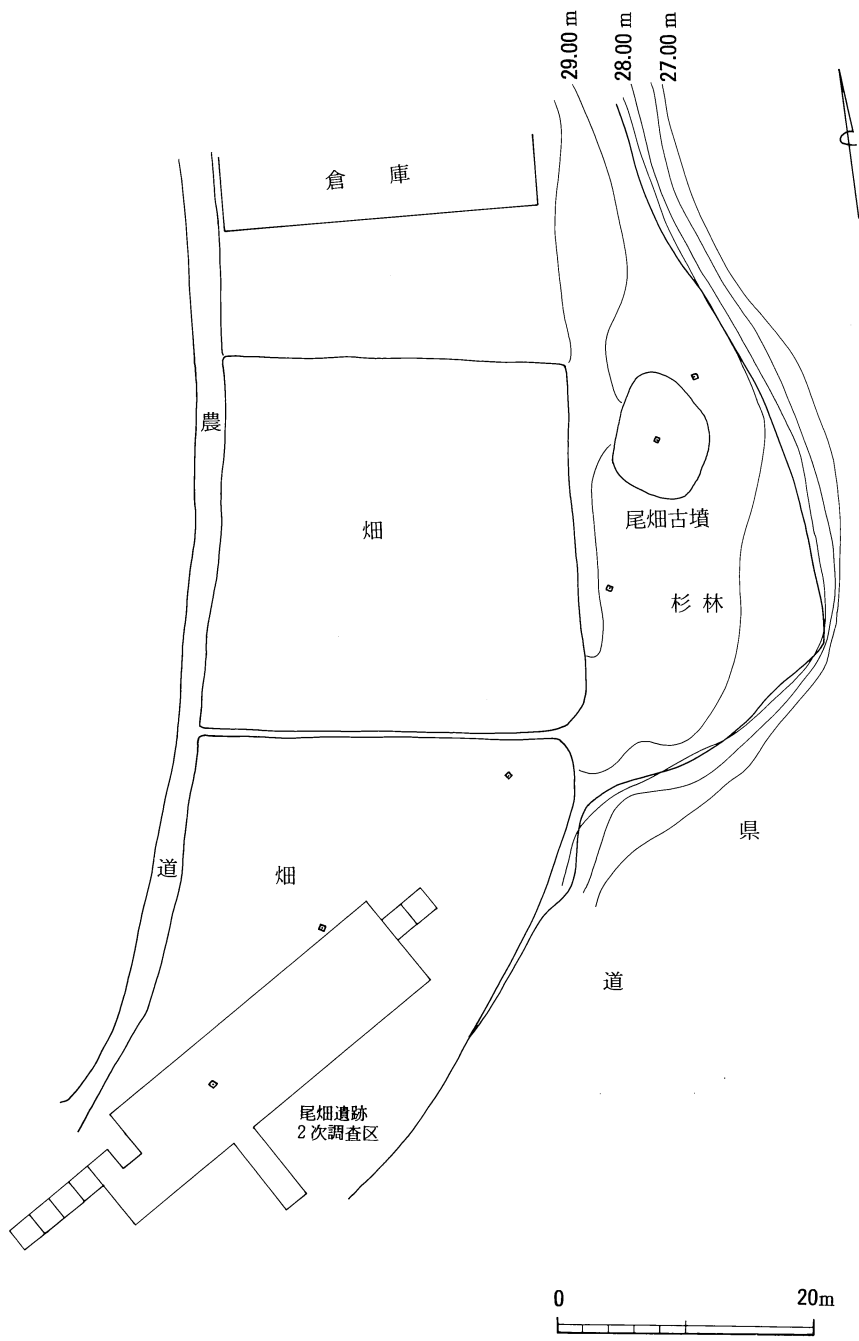 29.00 m
28.00 m
27.00 m
倉 庫
農
畑
尾畑古墳
杉 林
県
道
畑
道
尾畑遺跡
2次調査区
0
20m